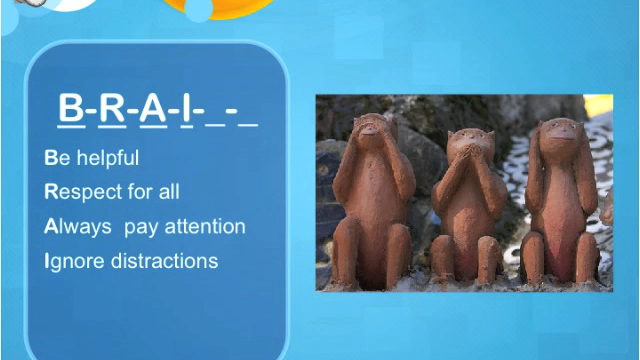 B-R-A-I-_-_
Be helpful
Respect for all
Always  pay attention
Ignore distractions